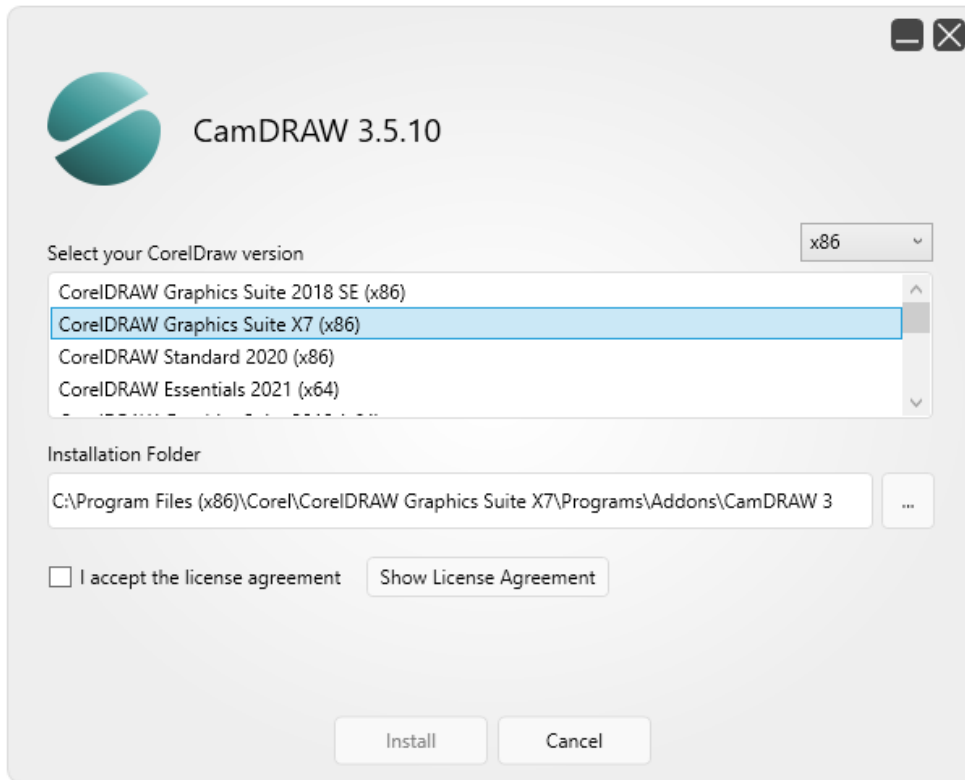 CamDRAW 3.5.10
Select your CorelDraw version
x86
CorelDRAW Graphics Suite 2018 SE (x86)
CorelDRAW Graphics Suite X7 (x86)
CorelDRAW Standard 2020 (x86)
CorelDRAW Essentials 2021 (x64)
Installation Folder
C:\Program Files (x86)\Corel\CorelDRAW Graphics Suite X7\Programs\Addons\CamDRAW 3
...
I accept the license agreement
Show License Agreement
Install
Cancel